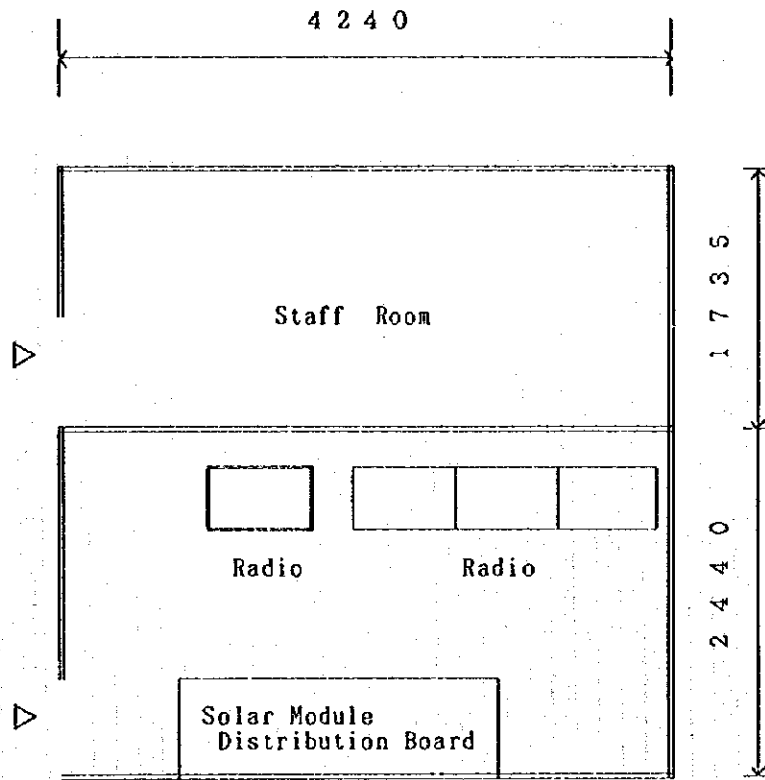 4240
1735
Staff Room
2440
Radio
Radio
Solar Module
Distribution Board